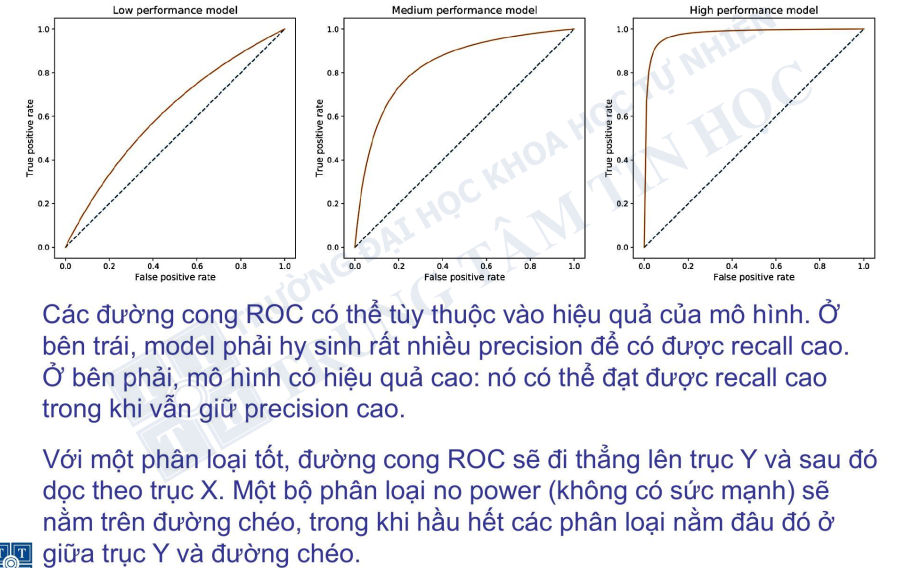 Low performance model
Medium performance model
High performance model
True positive rate
1.0
0.8
0.6
0.4
0.2
0.0
0.0 0.2 0.4 0.6 0.8 1.0
False positive rate
True positive rate
1.0
0.8
0.6
0.4
0.2
0.0
0.0 0.2 0.4 0.6 0.8 1.0
False positive rate
True positive rate
1.0
0.8
0.6
0.4
0.2
0.0
0.0 0.2 0.4 0.6 0.8 1.0
False positive rate
TRƯỜNG ĐẠI HỌC KHOA HỌC TỰ NHIÊN
TRUNG TÂM TIN HỌC
Các đường cong ROC có thể tùy thuộc vào hiệu quả của mô hình. Ở
bên trái, model phải hy sinh rất nhiều precision để có được recall cao.
Ở bên phải, mô hình có hiệu quả cao: nó có thể đạt được recall cao
trong khi vẫn giữ precision cao.
Với một phân loại tốt, đường cong ROC sẽ đi thẳng lên trục Y và sau đó
dọc theo trục X. Một bộ phân loại no power (không có sức mạnh) sẽ
nằm trên đường chéo, trong khi hầu hết các phân loại nằm đâu đó ở
giữa trục Y và đường chéo.